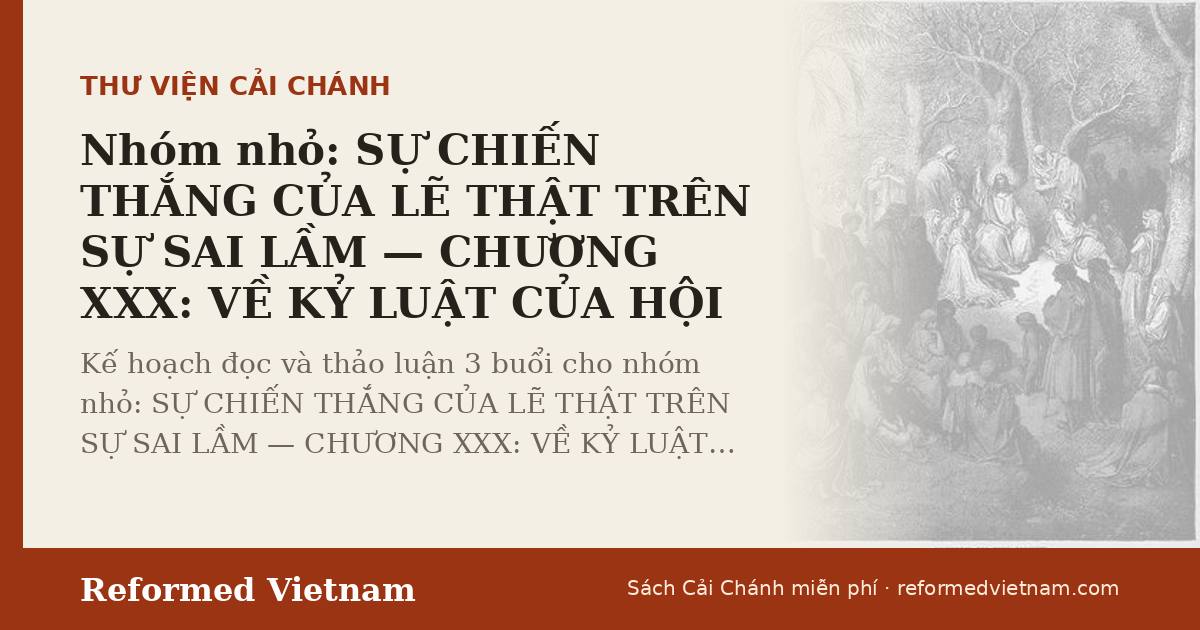 THƯ VIỆN CẢI CHÁNH
Nhóm nhỏ: SỰ CHIẾN
THẮNG CỦA LẼ THẬT TRÊN
SỰ SAI LẦM — CHƯƠNG
XXX: VỀ KỶ LUẬT CỦA HỘI
Kế hoạch đọc và thảo luận 3 buổi cho nhóm
nhỏ: SỰ CHIẾN THẮNG CỦA LẼ THẬT TRÊN
SỰ SAI LẦM — CHƯƠNG XXX: VỀ KỶ LUẬT...
Reformed Vietnam
Sách Cải Chánh miễn phí · reformedvietnam.com